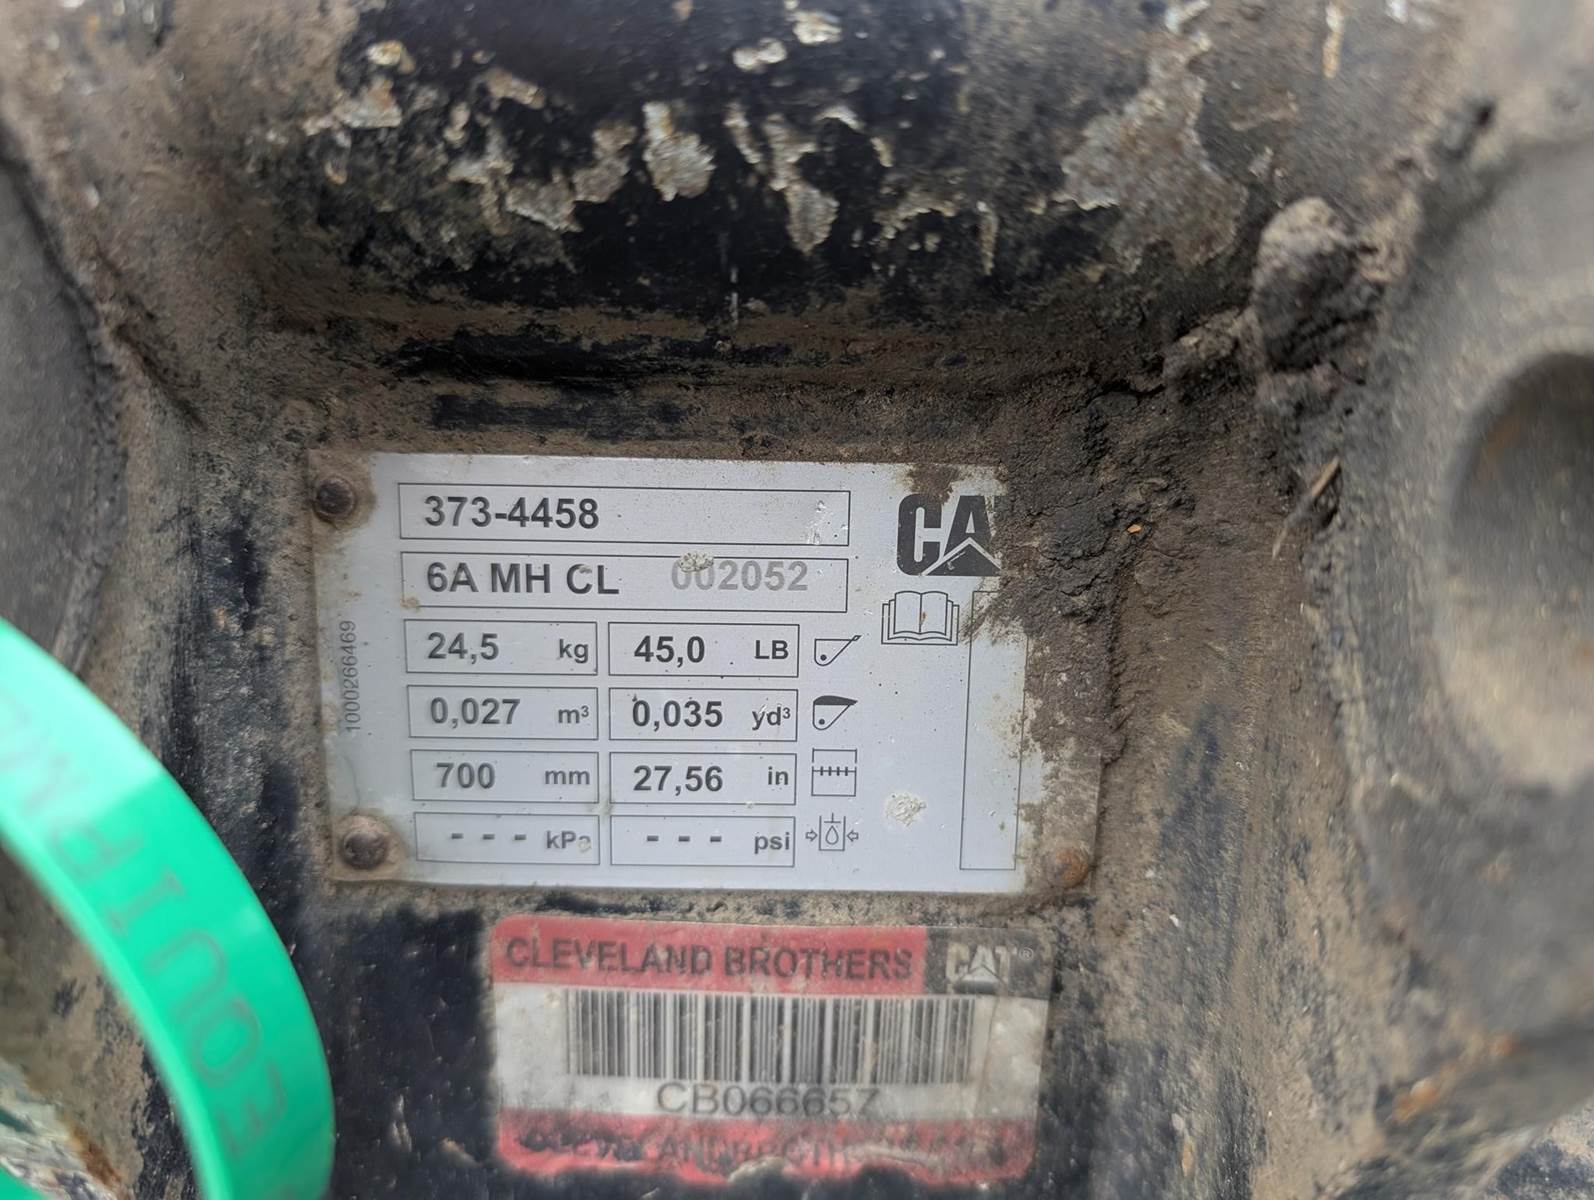 373-4458
CA
6A MH CL 002052
24,5 kg 45,0 LB
0,027 m³ 0,035 yd³
700 mm 27,56 in
- - - kPa - - - psi
1000266469
CLEVELAND BROTHERS CAT®
CB066657